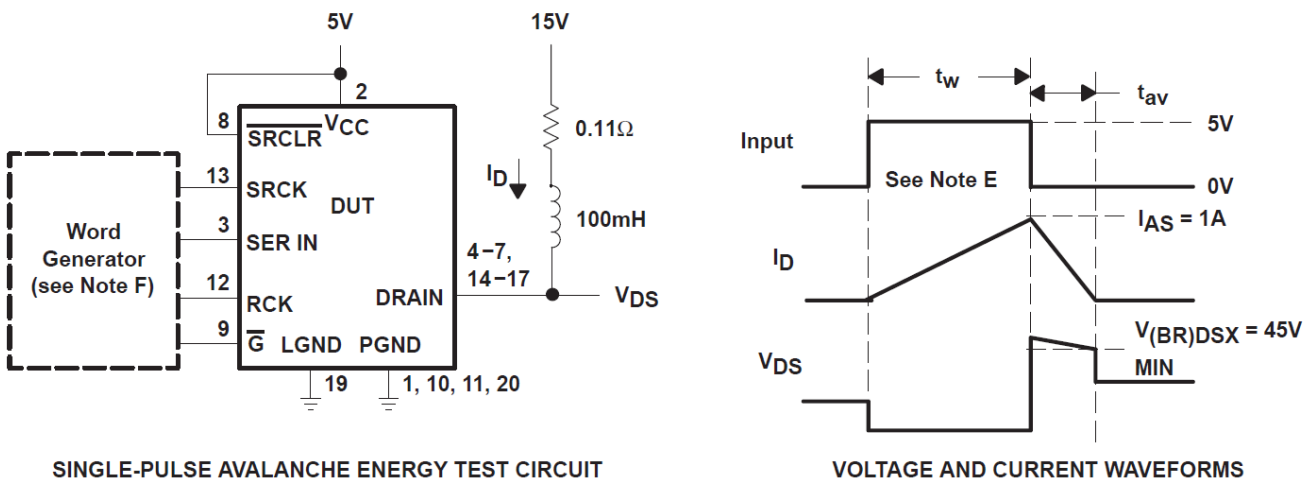 5V
15V
2
8
VCC
SRCLR
0.11Ω
13
SRCK
ID
DUT
Word
Generator
(see Note F)
3
SER IN
100mH
4−7,
14−17
12
RCK
DRAIN
VDS
9
G
LGND
PGND
19
1, 10, 11, 20
SINGLE-PULSE AVALANCHE ENERGY TEST CIRCUIT
tw
tav
Input
5V
See Note E
0V
IAS = 1A
ID
V(BR)DSX = 45V
MIN
VDS
VOLTAGE AND CURRENT WAVEFORMS